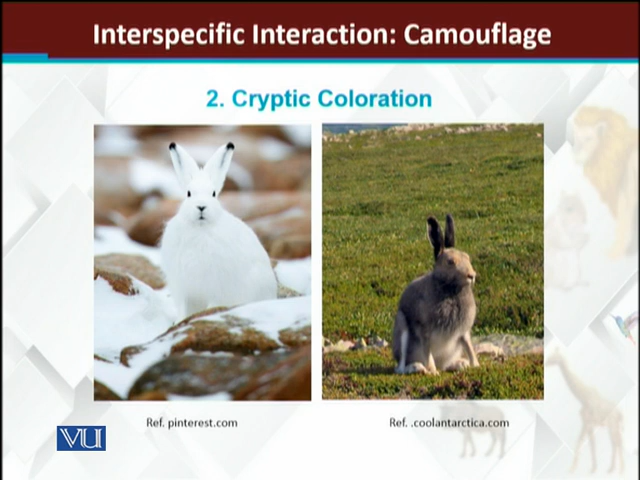 Interspecific Interaction: Camouflage
2. Cryptic Coloration
Ref. pinterest.com
Ref. .coolantarctica.com
VU